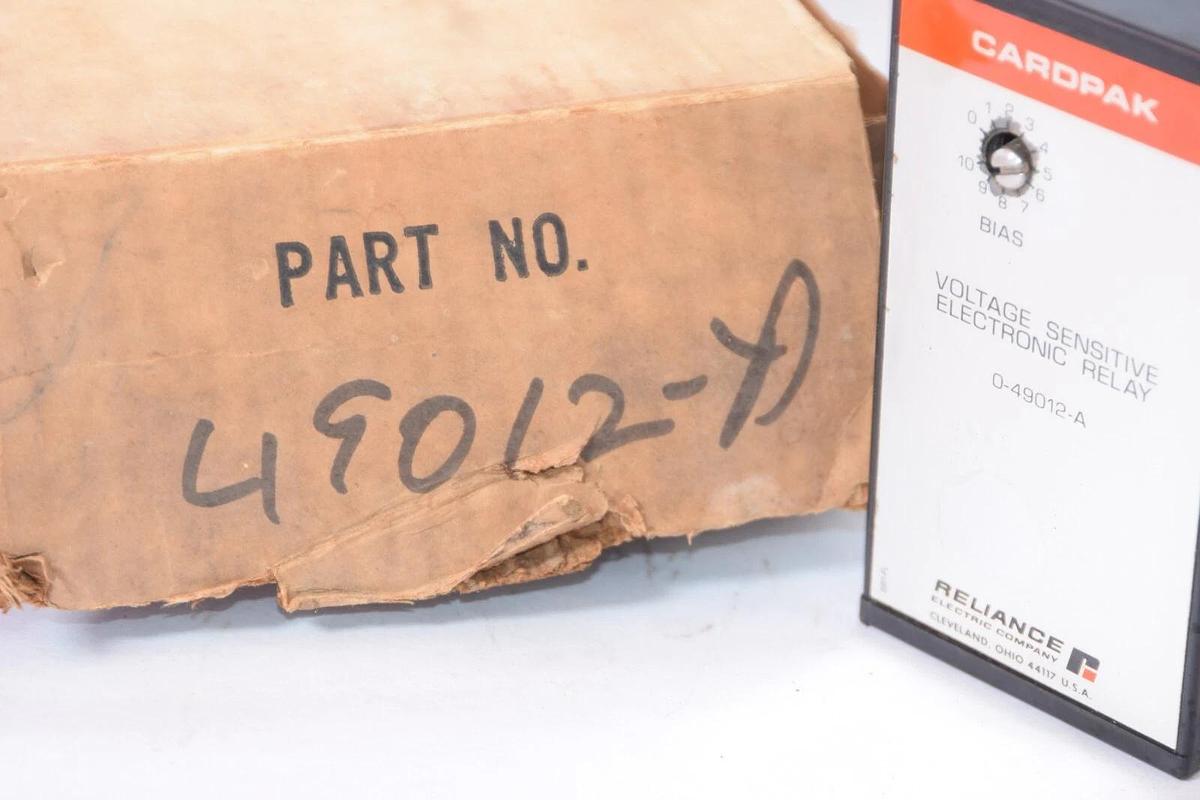 PART NO.
49012-A
CARDPAK
0 1 2 3 4 5 6 7 8 9 10
BIAS
VOLTAGE SENSITIVE
ELECTRONIC RELAY
0-49012-A
RELIANCE
ELECTRIC COMPANY
CLEVELAND, OHIO 44117 U.S.A.